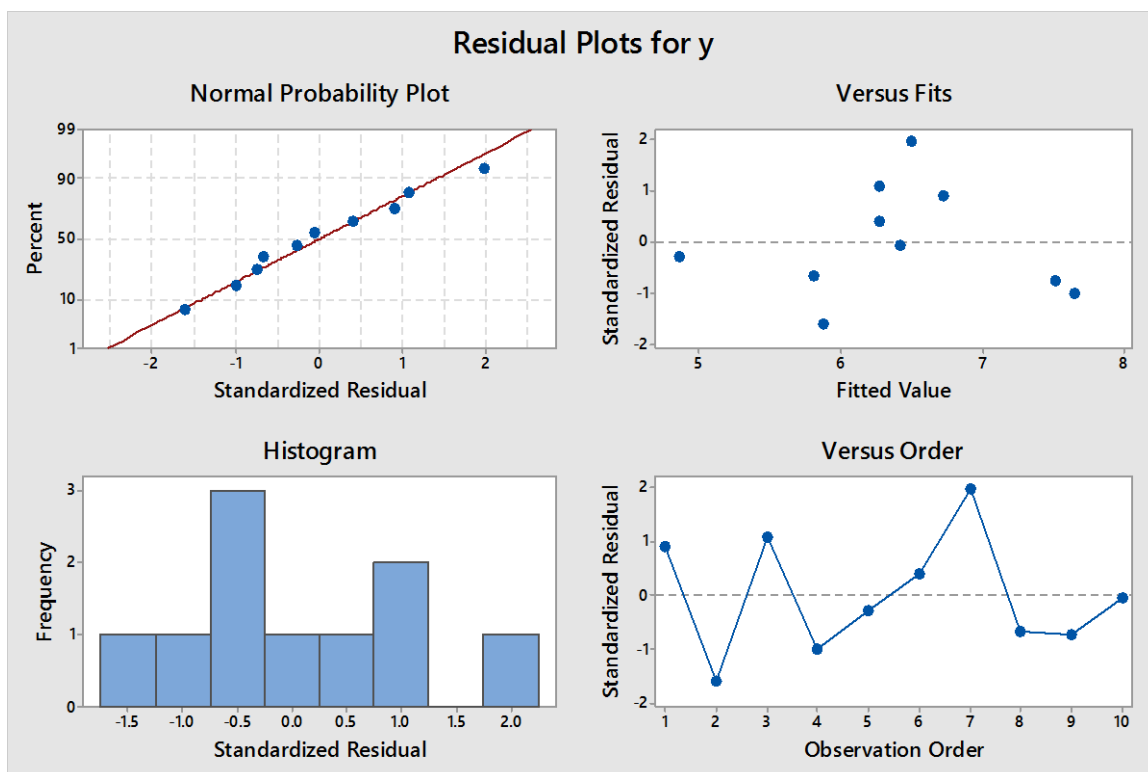 Residual Plots for y
Normal Probability Plot
99
90
50
10
1
Percent
-2 -1 0 1 2
Standardized Residual
Versus Fits
2
1
0
-1
-2
Standardized Residual
5 6 7 8
Fitted Value
Histogram
3
2
1
0
Frequency
-1.5 -1.0 -0.5 0.0 0.5 1.0 1.5 2.0
Standardized Residual
Versus Order
2
1
0
-1
-2
Standardized Residual
1 2 3 4 5 6 7 8 9 10
Observation Order